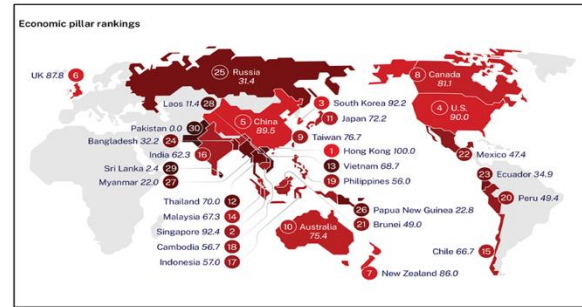 Economic pillar rankings
6
UK 87.8
25
Russia
31.4
8
Canada
81.1
Laos 11.4 28
3
South Korea 92.2
4
U.S.
90.0
5
China
89.5
11
Japan 72.2
Pakistan 0.0 30
9
Taiwan 76.7
Bangladesh 32.2 24
1
Hong Kong 100.0
India 62.3 16
13
Vietnam 68.7
22
Mexico 47.4
Sri Lanka 2.4 29
19
Philippines 56.0
23
Ecuador 34.9
Myanmar 22.0 27
20
Peru 49.4
Thailand 70.0 12
26
Papua New Guinea 22.8
Malaysia 67.3 14
21
Brunei 49.0
Singapore 92.4 2
10
Australia
75.4
Cambodia 56.7 18
Chile 66.7 15
Indonesia 57.0 17
7
New Zealand 86.0